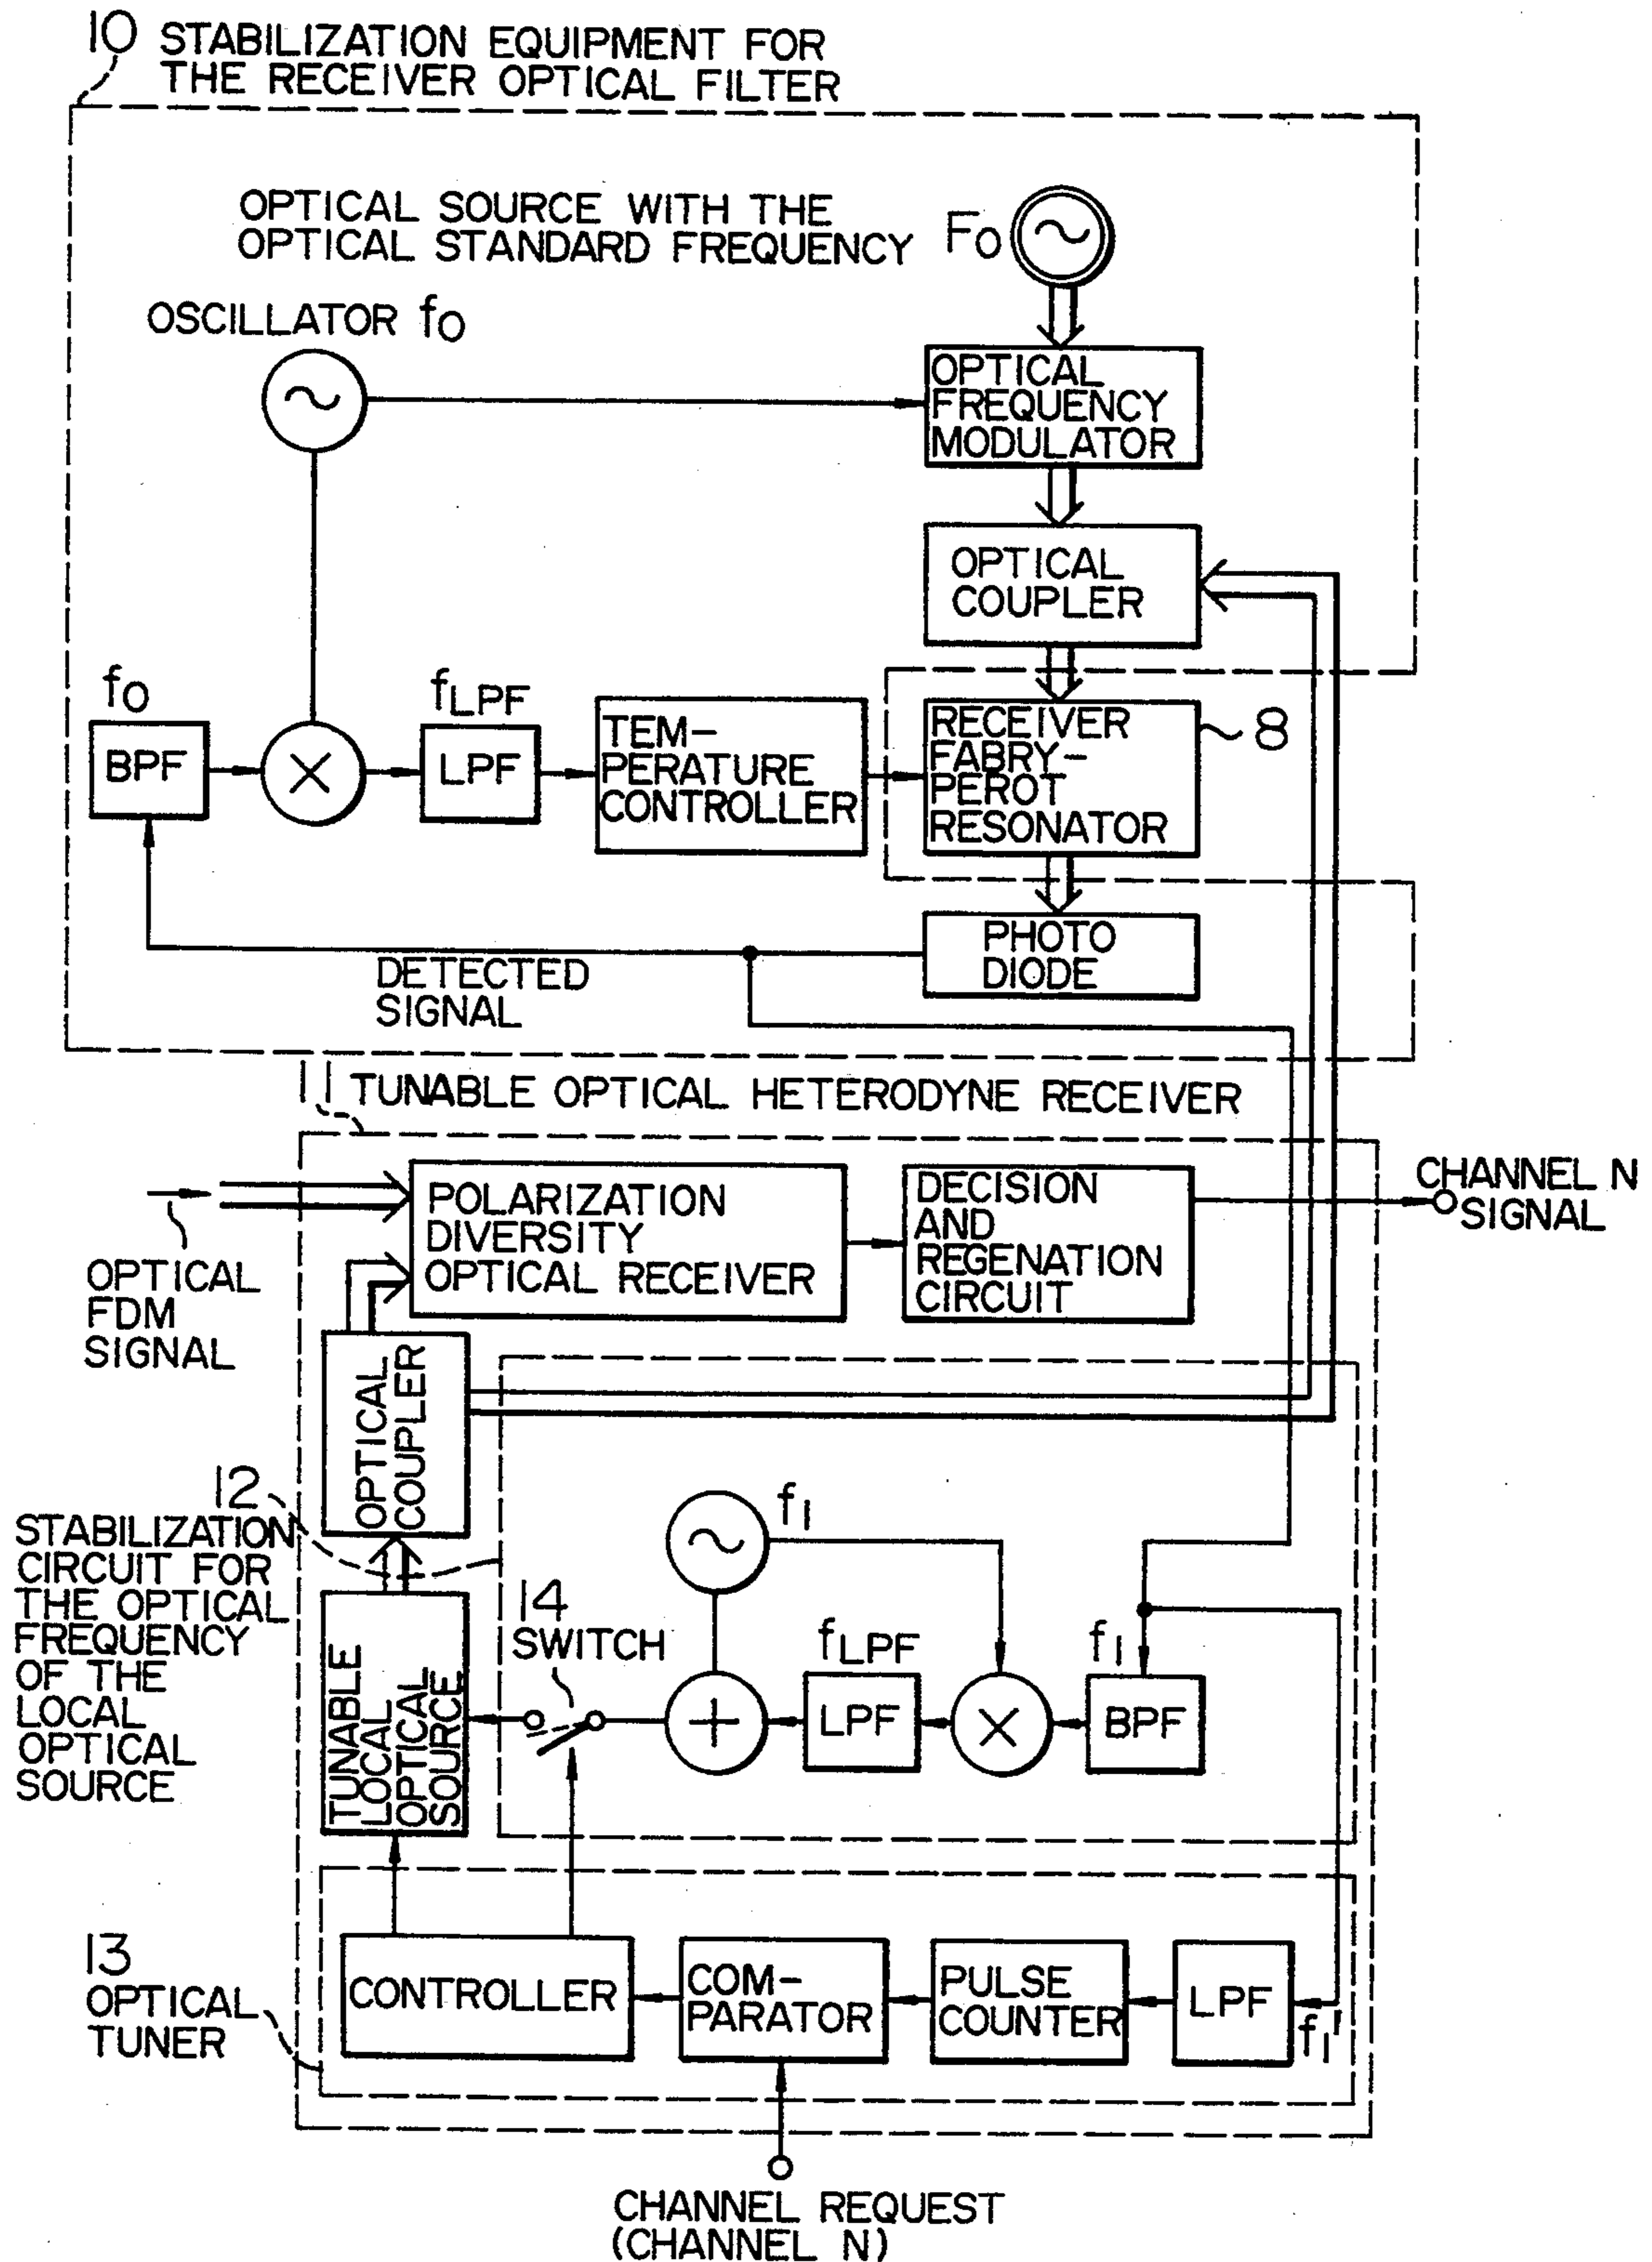 10 STABILIZATION EQUIPMENT FOR
THE RECEIVER OPTICAL FILTER
OPTICAL SOURCE WITH THE
OPTICAL STANDARD FREQUENCY
F0
OSCILLATOR f0
OPTICAL
FREQUENCY
MODULATOR
OPTICAL
COUPLER
f0
BPF
fLPF
LPF
TEM-
PERATURE
CONTROLLER
RECEIVER
FABRY-
PEROT
RESONATOR
8
PHOTO
DIODE
DETECTED
SIGNAL
11 TUNABLE OPTICAL HETERODYNE RECEIVER
POLARIZATION
DIVERSITY
OPTICAL RECEIVER
DECISION
AND
REGENATION
CIRCUIT
CHANNEL N
SIGNAL
OPTICAL
FDM
SIGNAL
OPTICAL
COUPLER
12
STABILIZATION
CIRCUIT FOR
THE OPTICAL
FREQUENCY
OF THE
LOCAL
OPTICAL
SOURCE
TUNABLE
LOCAL
OPTICAL
SOURCE
14
SWITCH
f1
fLPF
LPF
f1
BPF
13
OPTICAL
TUNER
CONTROLLER
COM-
PARATOR
PULSE
COUNTER
LPF
f1'
CHANNEL REQUEST
(CHANNEL N)